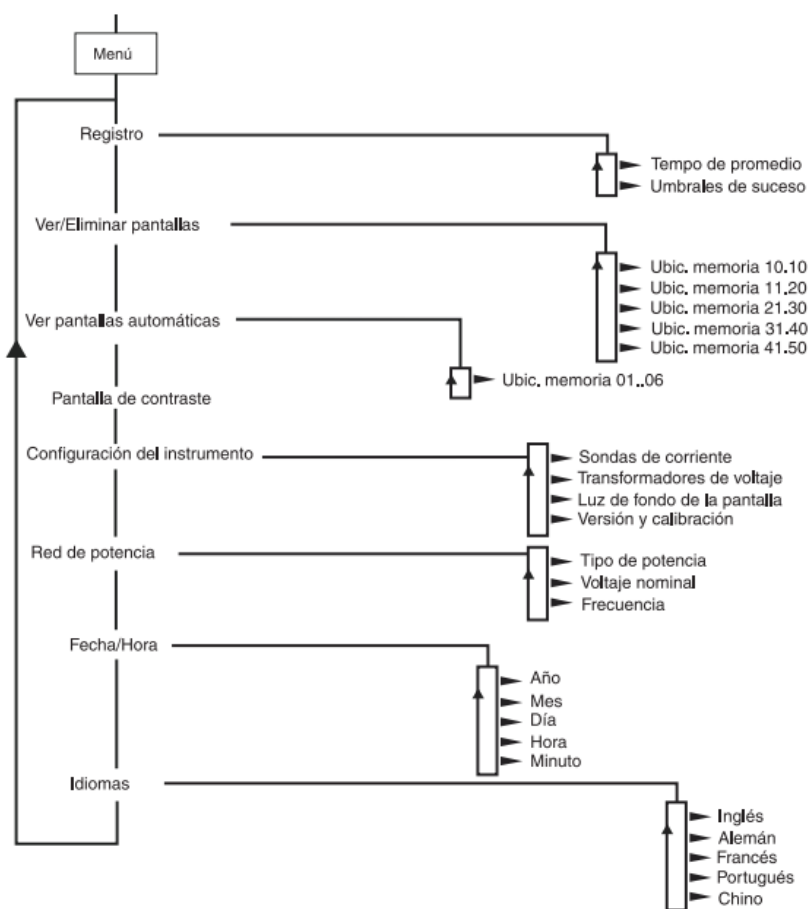 Menú
Registro
Tempo de promedio
Umbrales de suceso
Ver/Eliminar pantallas
Ubic. memoria 10.10
Ubic. memoria 11.20
Ubic. memoria 21.30
Ubic. memoria 31.40
Ubic. memoria 41.50
Ver pantallas automáticas
Ubic. memoria 01..06
Pantalla de contraste
Configuración del instrumento
Sondas de corriente
Transformadores de voltaje
Luz de fondo de la pantalla
Versión y calibración
Red de potencia
Tipo de potencia
Voltaje nominal
Frecuencia
Fecha/Hora
Año
Mes
Día
Hora
Minuto
Idiomas
Inglés
Alemán
Francés
Portugués
Chino